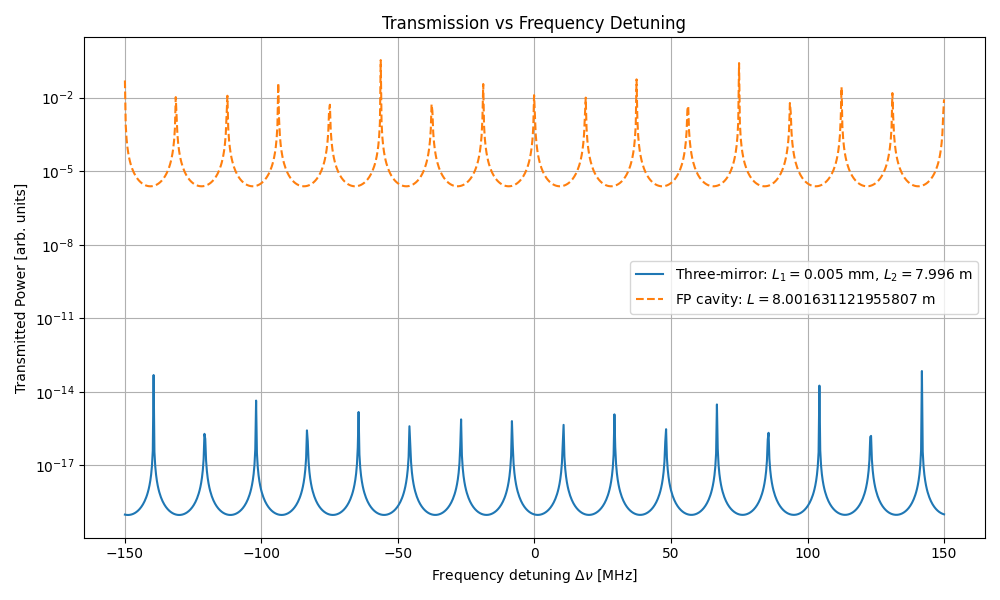 Transmission vs Frequency Detuning
Transmitted Power [arb. units]
10⁻²
10⁻⁵
10⁻⁸
10⁻¹¹
10⁻¹⁴
10⁻¹⁷
Three-mirror: L₁ = 0.005 mm, L₂ = 7.996 m
FP cavity: L = 8.001631121955807 m
−150 −100 −50 0 50 100 150
Frequency detuning Δν [MHz]